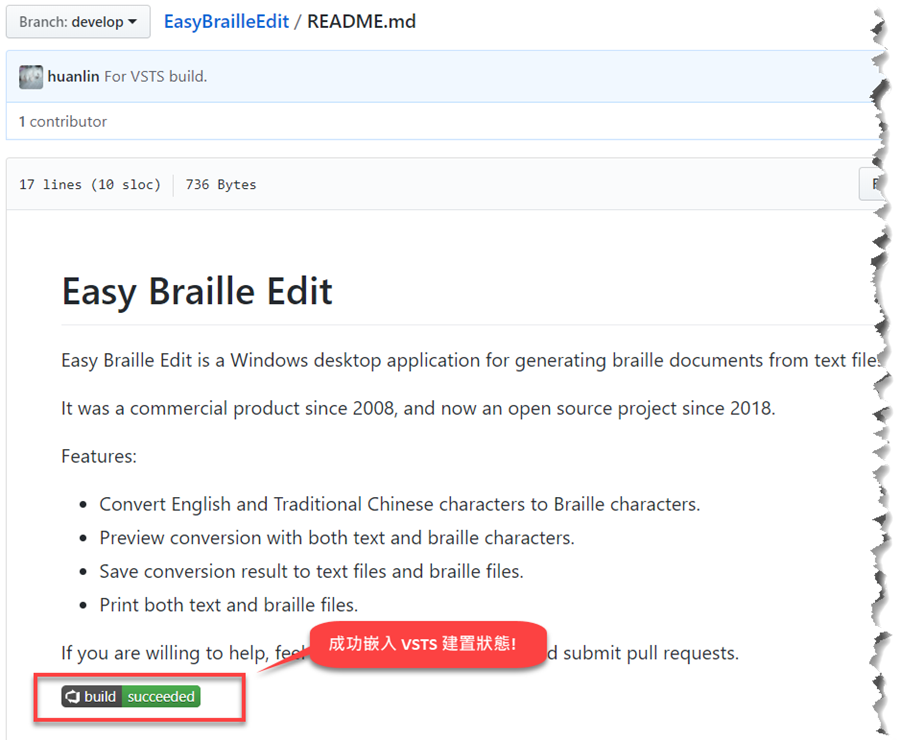 Branch: develop
EasyBrailleEdit / README.md
huanlin For VSTS build.
1 contributor
17 lines (10 sloc) 736 Bytes
Easy Braille Edit
Easy Braille Edit is a Windows desktop application for generating braille documents from text
It was a commercial product since 2008, and now an open source project since 2018.
Features:
Convert English and Traditional Chinese characters to Braille characters.
Preview conversion with both text and braille characters.
Save conversion result to text files and braille files.
Print both text and braille files.
If you are willing to help, submit pull requests.
成功嵌入 VSTS 建置狀態!
build succeeded